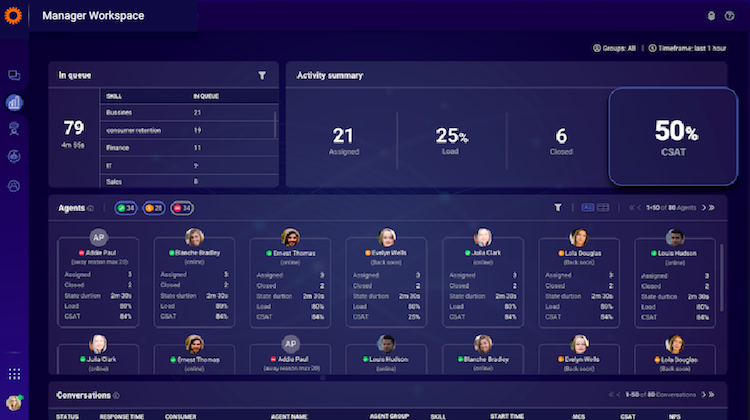 Manager Workspace
Groups: All | Timeframe: last 1 hour
In queue
79
4m 55s
SKILL IN QUEUE
Bussines 21
consumer retention 19
Finance 11
IT 9
Sales 8
Activity summary
21 Assigned
25% Load
6 Closed
50% CSAT
Agents 34 28 34
1-50 of 80 Agents
AP
Addie Paul Blanche Bradley Ernest Thomas Evelyn Wells Julia Clark Lola Douglas Louis Hudson
(away reason max 20) (online) (online) (Back soon) (online) (Back soon) (online)
Assigned 3 Assigned 3 Assigned 3 Assigned 3 Assigned 3 Assigned 3 Assigned 3
Closed 2 Closed 2 Closed 2 Closed 2 Closed 2 Closed 2 Closed 2
State durtion 2m 30s State durtion 2m 30s State durtion 2m 30s State durtion 2m 30s State durtion 2m 30s State durtion 2m 30s State durtion 2m 30s
Load 80% Load 80% Load 80% Load 80% Load 80% Load 80% Load 80%
CSAT 84% CSAT 84% CSAT 84% CSAT 25% CSAT 84% CSAT 84% CSAT 84%
AP
Julia Clark Ernest Thomas Addie Paul Louis Hudson Blanche Bradley Evelyn Wells Lola Douglas
(online) (online) (away reason max 20) (online) (online) (Back soon) (Back soon)
Conversations
1-50 of 80 Conversations
STATUS RESPONSE TIME CONSUMER AGENT NAME AGENT GROUP SKILL START TIME MCS CSAT NPS